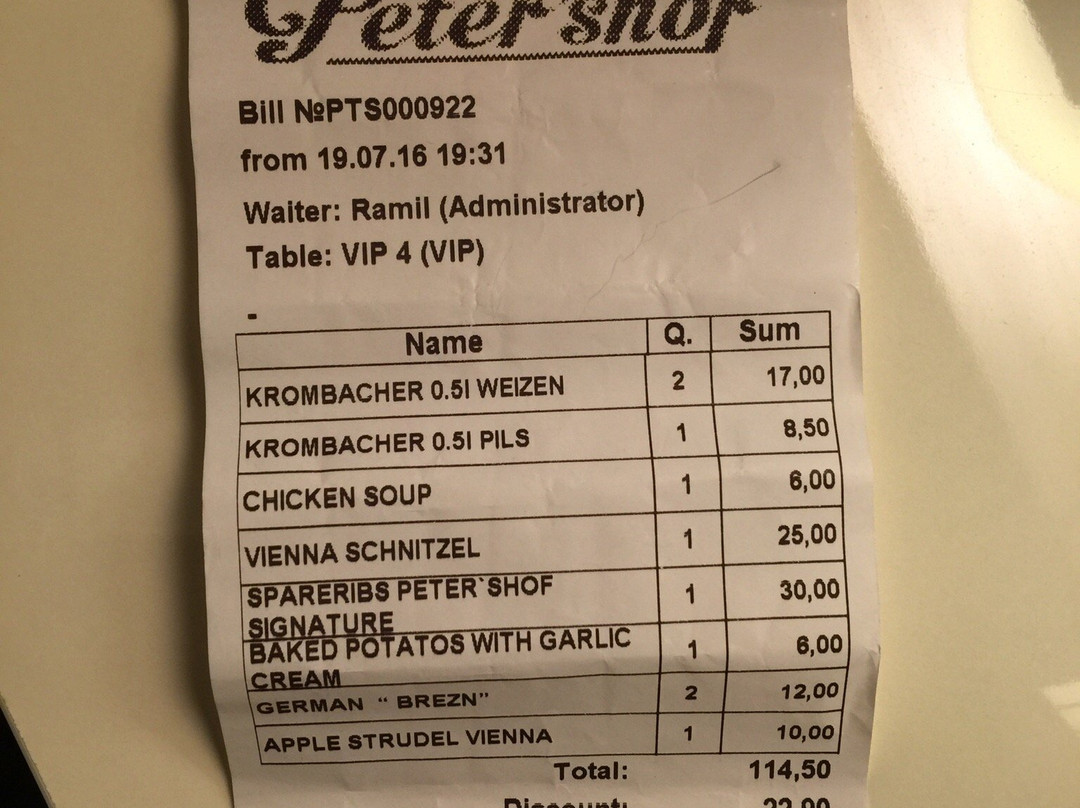 Peter'shof
Bill №PTS000922
from 19.07.16 19:31
Waiter: Ramil (Administrator)
Table: VIP 4 (VIP)
-
Name Q. Sum
KROMBACHER 0.5l WEIZEN 2 17,00
KROMBACHER 0.5l PILS 1 8,50
CHICKEN SOUP 1 6,00
VIENNA SCHNITZEL 1 25,00
SPARERIBS PETER`SHOF 1 30,00
SIGNATURE
BAKED POTATOS WITH GARLIC 1 6,00
CREAM
GERMAN “ BREZN” 2 12,00
APPLE STRUDEL VIENNA 1 10,00
Total: 114,50
Discount: